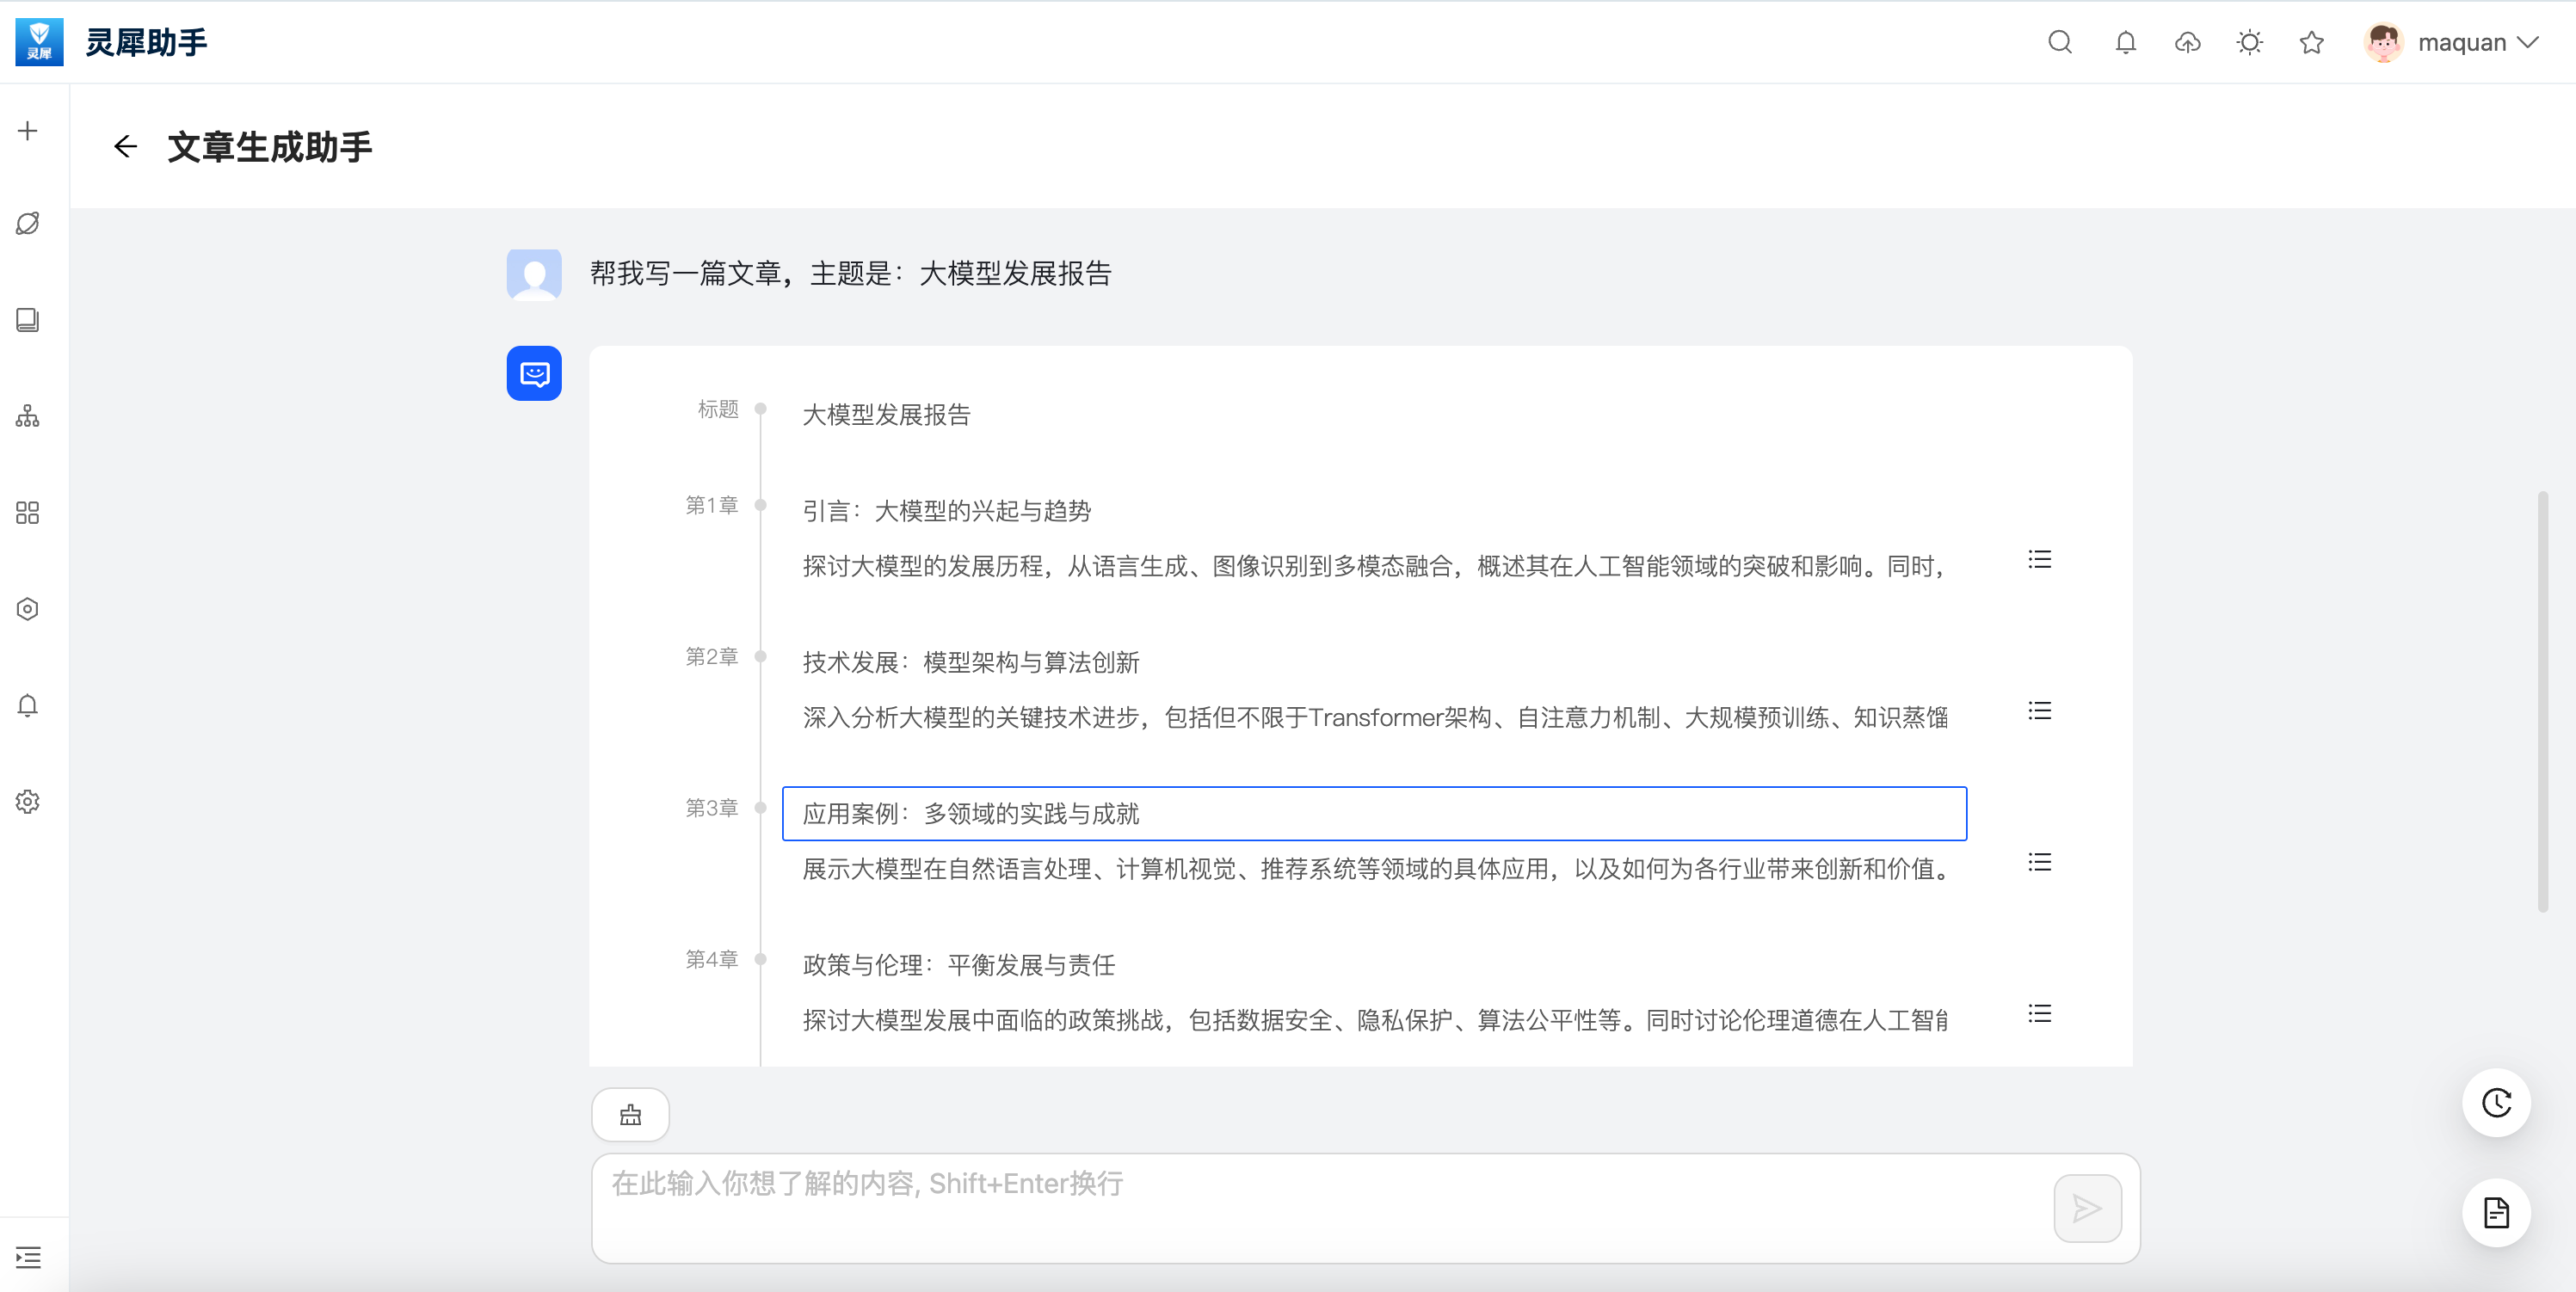 灵犀
灵犀助手
maquan
文章生成助手
帮我写一篇文章，主题是：大模型发展报告
标题
大模型发展报告
第1章
引言：大模型的兴起与趋势
探讨大模型的发展历程，从语言生成、图像识别到多模态融合，概述其在人工智能领域的突破和影响。同时，
第2章
技术发展：模型架构与算法创新
深入分析大模型的关键技术进步，包括但不限于Transformer架构、自注意力机制、大规模预训练、知识蒸馏
第3章
应用案例：多领域的实践与成就
展示大模型在自然语言处理、计算机视觉、推荐系统等领域的具体应用，以及如何为各行业带来创新和价值。
第4章
政策与伦理：平衡发展与责任
探讨大模型发展中面临的政策挑战，包括数据安全、隐私保护、算法公平性等。同时讨论伦理道德在人工智能
在此输入你想了解的内容, Shift+Enter换行